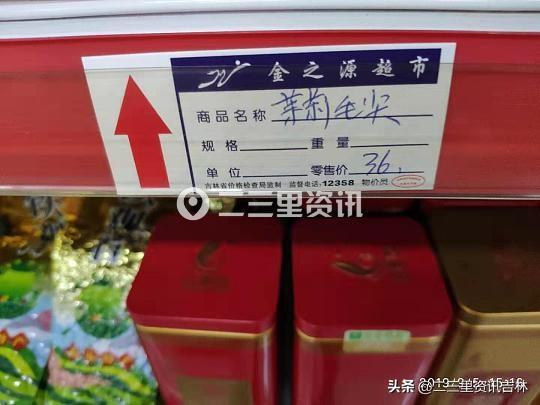 金之源超市
商品名称 茉莉毛尖
规格 重量
单位 零售价 36.
吉林省价格检查局监制 监督电话:12358 物价员
二三里资讯
头条@二三里资讯吉林